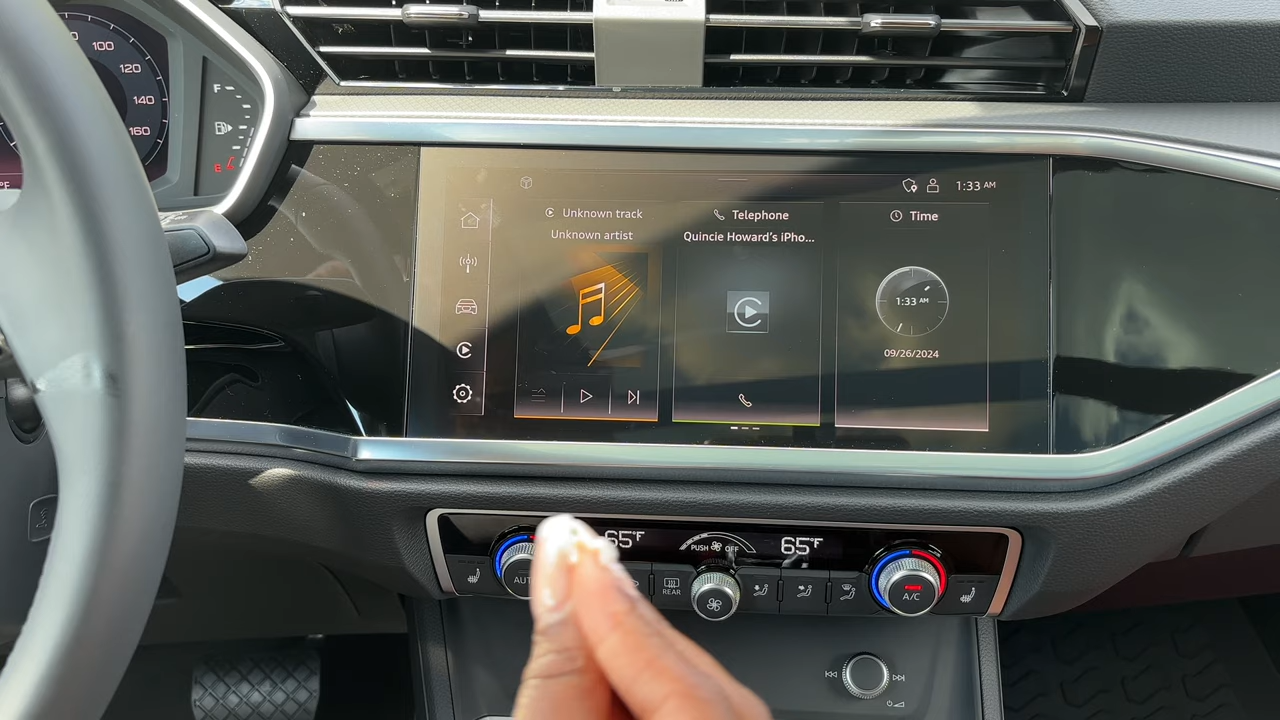 100
120
140
160
F
E
°F
1:33 AM
Unknown track
Unknown artist
Telephone
Quincie Howard's iPho...
Time
1:33 AM
09/26/2024
65°F
PUSH OFF
65°F
AUT
REAR
A/C